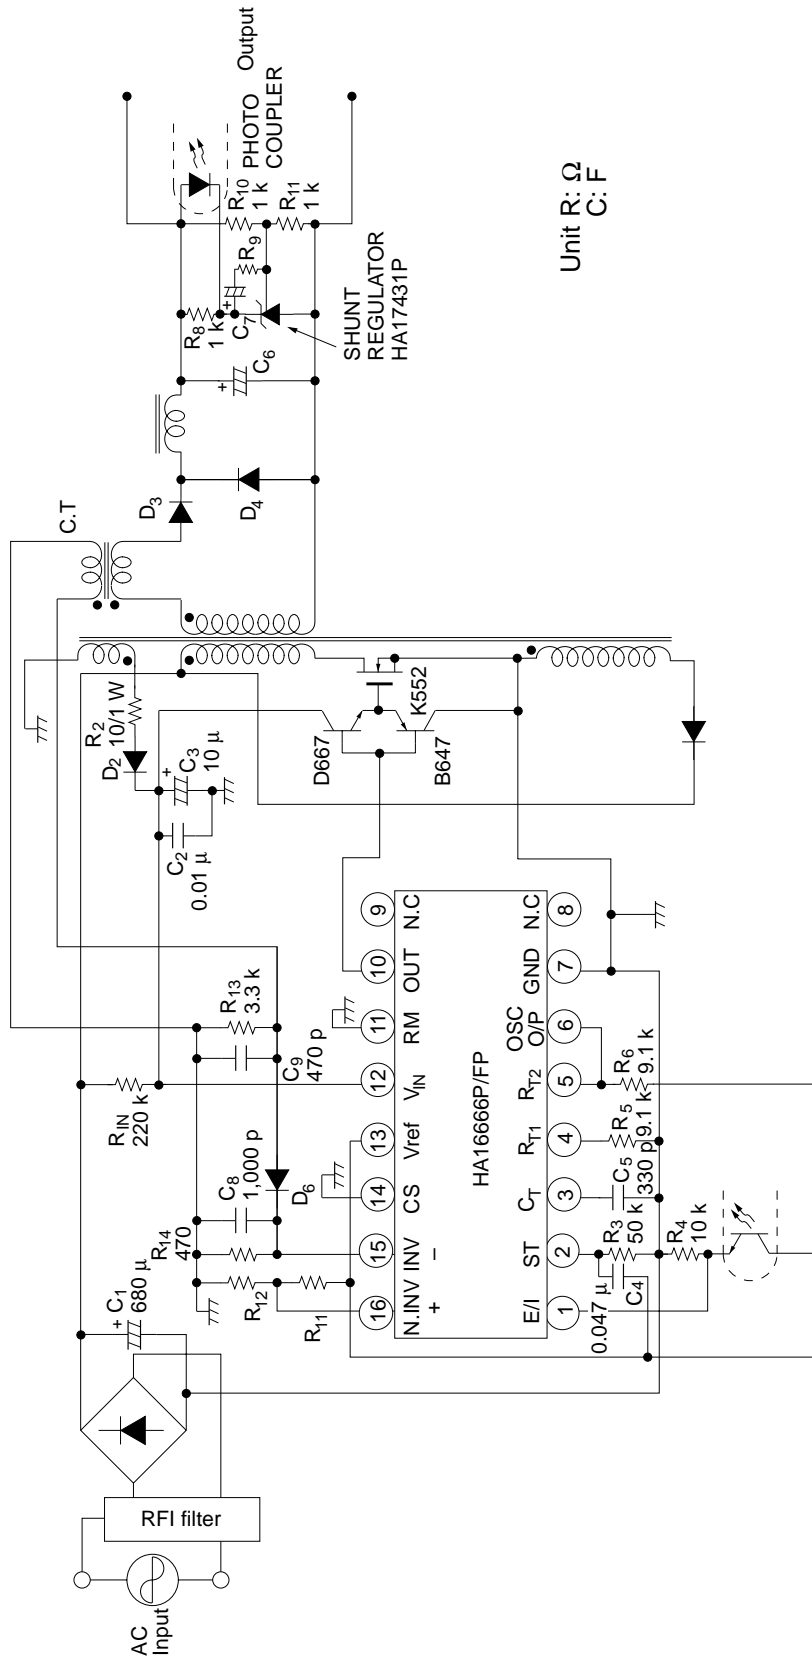 AC
Input
RFI filter
C1
680 μ
+
RIN
220 k
R14
470
C8
1,000 p
D6
C9
470 p
R13
3.3 k
R12
R11
C2
0.01 μ
C3
10 μ
+
D2
R2
10/1 W
C.T
D3
D4
D667
B647
K552
C6
+
R8
1 k
C7
+
R9
R10
1 k
R11
1 k
PHOTO
COUPLER
Output
SHUNT
REGULATOR
HA17431P
16
15
14
13
12
11
10
9
N.INV
+
INV
−
CS
Vref
VIN
RM
OUT
N.C
HA16666P/FP
E/I
ST
CT
RT1
RT2
OSC
O/P
GND
N.C
1
2
3
4
5
6
7
8
0.047 μ
C4
R3
50 k
R4
10 k
C5
330 p
R5
9.1 k
R6
9.1 k
Unit R: Ω
C: F